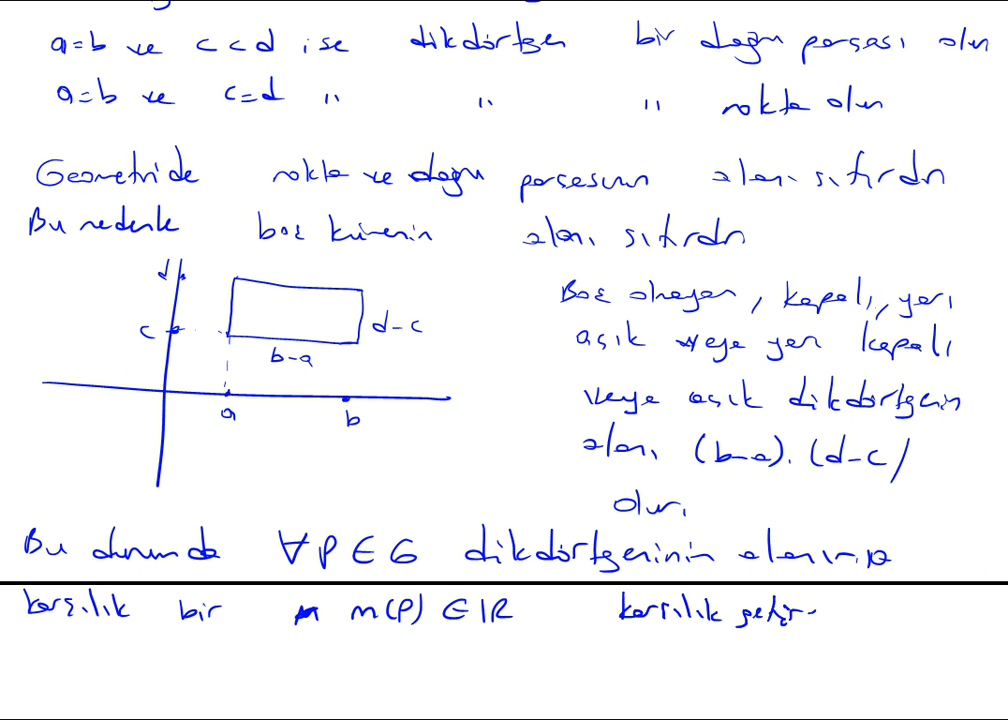 a=b ve c<d ise dikdörtgen bir doğru parçası olur
a=b ve c=d " " " nokta olur
Geometride nokta ve doğru parçasının alanı sıfırdır
Bu nedenle boş kümenin alanı sıfırdır
d
c
d-c
b-a
a
b
Boş olmayan, kapalı, yarı
açık veya yarı kapalı
veya açık dikdörtgenin
alanı (b-a).(d-c)
olur.
Bu durumda ∀P∈G dikdörtgeninin alanına
karşılık bir m(P) ∈ IR karşılık getir.